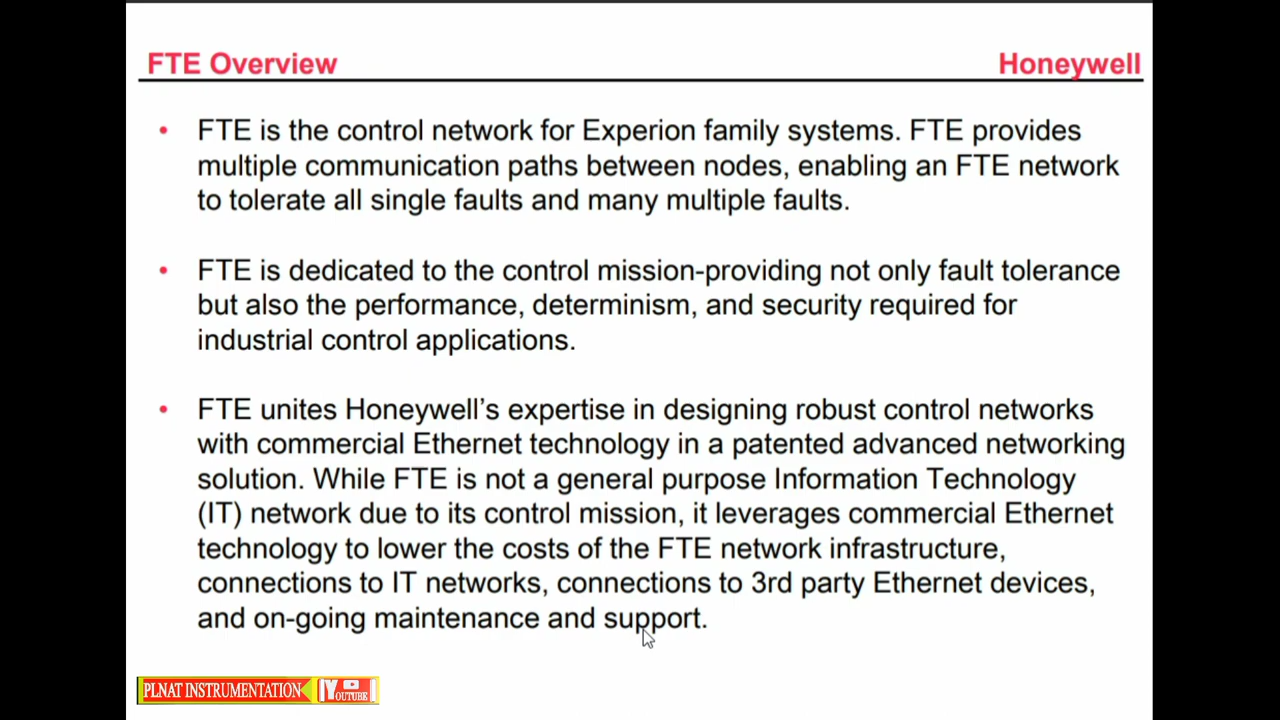 FTE Overview
Honeywell
• FTE is the control network for Experion family systems. FTE provides
multiple communication paths between nodes, enabling an FTE network
to tolerate all single faults and many multiple faults.
• FTE is dedicated to the control mission-providing not only fault tolerance
but also the performance, determinism, and security required for
industrial control applications.
• FTE unites Honeywell's expertise in designing robust control networks
with commercial Ethernet technology in a patented advanced networking
solution. While FTE is not a general purpose Information Technology
(IT) network due to its control mission, it leverages commercial Ethernet
technology to lower the costs of the FTE network infrastructure,
connections to IT networks, connections to 3rd party Ethernet devices,
and on-going maintenance and support.
PLNAT INSTRUMENTATION
YOUTUBE